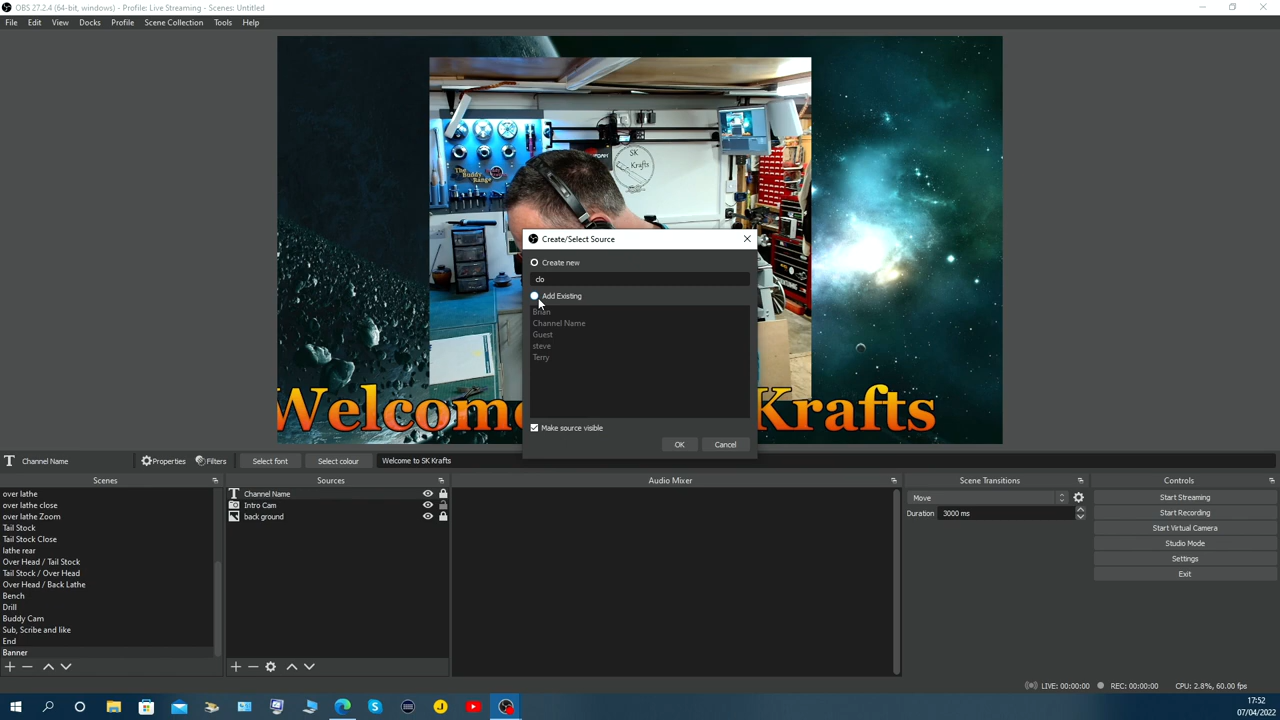 OBS 27.2.4 (64-bit, windows) - Profile: Live Streaming - Scenes: Untitled
File Edit View Docks Profile Scene Collection Tools Help
The Buddy Range
SK Krafts
Create/Select Source
Create new
clo
Add Existing
Brian
Channel Name
Guest
steve
Terry
Make source visible
OK Cancel
Welcome Krafts
Channel Name Properties Filters Select font Select colour Welcome to SK Krafts
Scenes
over lathe
over lathe close
over lathe Zoom
Tail Stock
Tail Stock Close
lathe rear
Over Head / Tail Stock
Tail Stock / Over Head
Over Head / Back Lathe
Bench
Drill
Buddy Cam
Sub, Scribe and like
End
Banner
Sources
Channel Name
Intro Cam
back ground
Audio Mixer
Scene Transitions
Move
Duration 3000 ms
Controls
Start Streaming
Start Recording
Start Virtual Camera
Studio Mode
Settings
Exit
LIVE: 00:00:00 REC: 00:00:00 CPU: 2.8%, 60.00 fps
17:52
07/04/2022